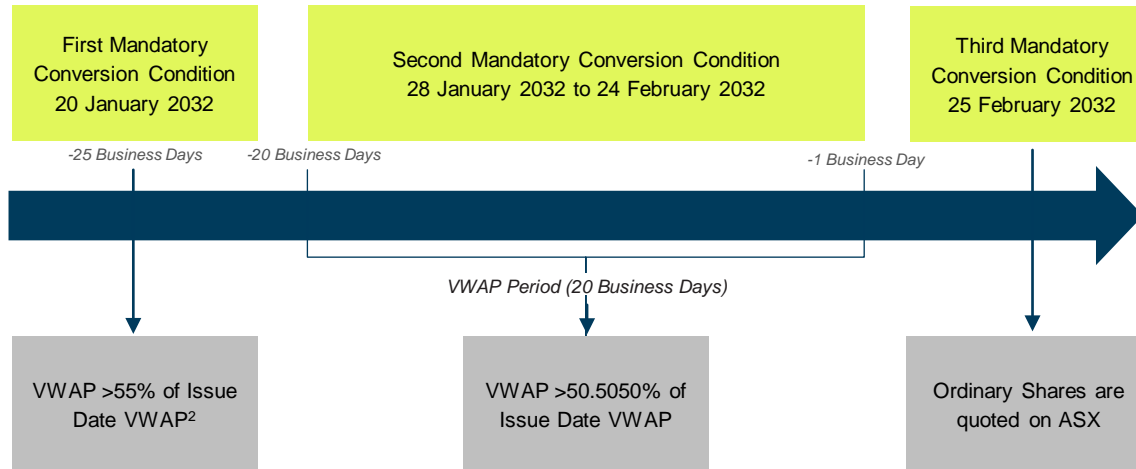 First Mandatory
Conversion Condition
20 January 2032
Second Mandatory Conversion Condition
28 January 2032 to 24 February 2032
Third Mandatory
Conversion Condition
25 February 2032
-25 Business Days
-20 Business Days
-1 Business Day
VWAP Period (20 Business Days)
VWAP >55% of Issue
Date VWAP²
VWAP >50.5050% of
Issue Date VWAP
Ordinary Shares are
quoted on ASX